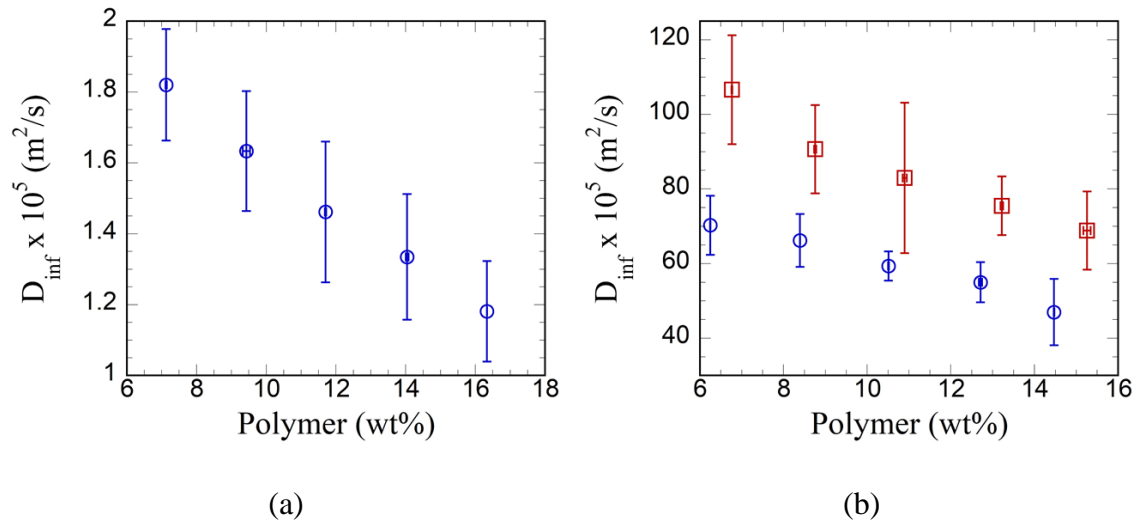 2
1.8
1.6
1.4
1.2
1
6 8 10 12 14 16 18
D_inf x 10^5 (m^2/s)
Polymer (wt%)
(a)
120
100
80
60
40
6 8 10 12 14 16
D_inf x 10^5 (m^2/s)
Polymer (wt%)
(b)